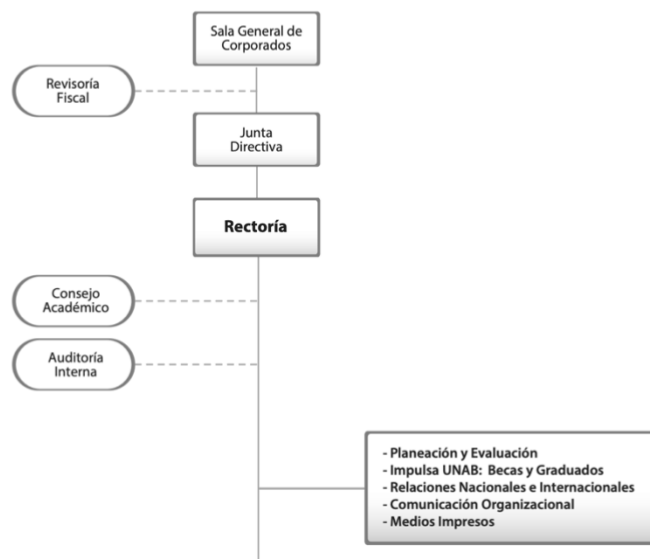 Sala General de
Corporados
Revisoría
Fiscal
Junta
Directiva
Rectoría
Consejo
Académico
Auditoría
Interna
- Planeación y Evaluación
- Impulsa UNAB: Becas y Graduados
- Relaciones Nacionales e Internacionales
- Comunicación Organizacional
- Medios Impresos